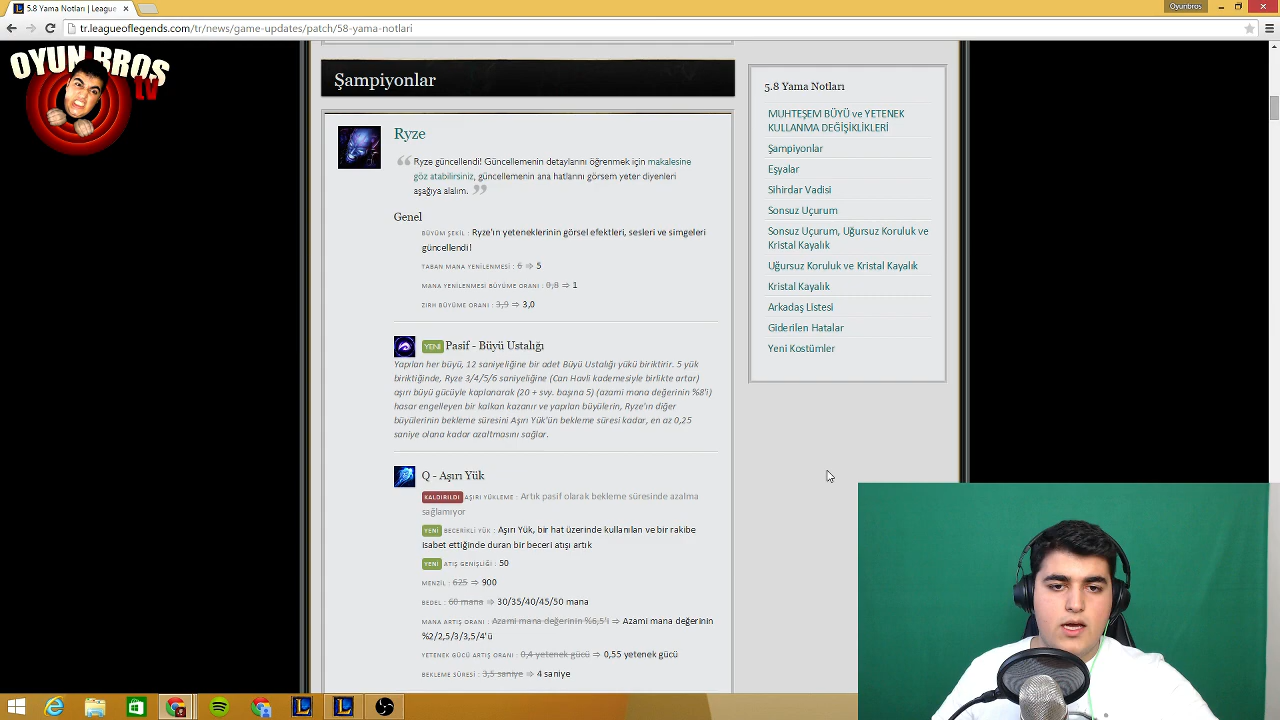 5.8 Yama Notları | League
Oyunbros
tr.leagueoflegends.com/tr/news/game-updates/patch/58-yama-notlari
OYUN BROS
tv
Şampiyonlar
Ryze
Ryze güncellendi! Güncellemenin detaylarını öğrenmek için makalesine
göz atabilirsiniz, güncellemenin ana hatlarını görsem yeter diyenleri
aşağıya alalım.
Genel
BÜYÜM ŞEKİL : Ryze'ın yeteneklerinin görsel efektleri, sesleri ve simgeleri
güncellendi!
TABAN MANA YENİLENMESİ : 6 ⇒ 5
MANA YENİLENMESİ BÜYÜME ORANI : 0,8 ⇒ 1
ZIRH BÜYÜME ORANI : 3,9 ⇒ 3,0
YENİ Pasif - Büyü Ustalığı
Yapılan her büyü, 12 saniyeliğine bir adet Büyü Ustalığı yükü biriktirir. 5 yük
biriktiğinde, Ryze 3/4/5/6 saniyeliğine (Can Havli kademesiyle birlikte artar)
aşırı büyü gücüyle kaplanarak (20 + svy. başına 5) (azami mana değerinin %8'i)
hasar engelleyen bir kalkan kazanır ve yapılan büyülerin, Ryze'ın diğer
büyülerinin bekleme süresini Aşırı Yük'ün bekleme süresi kadar, en az 0,25
saniye olana kadar azaltmasını sağlar.
Q - Aşırı Yük
KALDIRILDI AŞIRI YÜKLEME : Artık pasif olarak bekleme süresinde azalma
sağlamıyor
YENİ BECERİKLİ YÜK : Aşırı Yük, bir hat üzerinde kullanılan ve bir rakibe
isabet ettiğinde duran bir beceri atışı artık
YENİ ATIŞ GENİŞLİĞİ : 50
MENZİL : 625 ⇒ 900
BEDEL : 60 mana ⇒ 30/35/40/45/50 mana
MANA ARTIŞ ORANI : Azami mana değerinin %6,5'i ⇒ Azami mana değerinin
%2/2,5/3/3,5/4'ü
YETENEK GÜCÜ ARTIŞ ORANI : 0,4 yetenek gücü ⇒ 0,55 yetenek gücü
BEKLEME SÜRESİ : 3,5 saniye ⇒ 4 saniye
5.8 Yama Notları
MUHTEŞEM BÜYÜ ve YETENEK
KULLANMA DEĞİŞİKLİKLERİ
Şampiyonlar
Eşyalar
Sihirdar Vadisi
Sonsuz Uçurum
Sonsuz Uçurum, Uğursuz Koruluk ve
Kristal Kayalık
Uğursuz Koruluk ve Kristal Kayalık
Kristal Kayalık
Arkadaş Listesi
Giderilen Hatalar
Yeni Kostümler